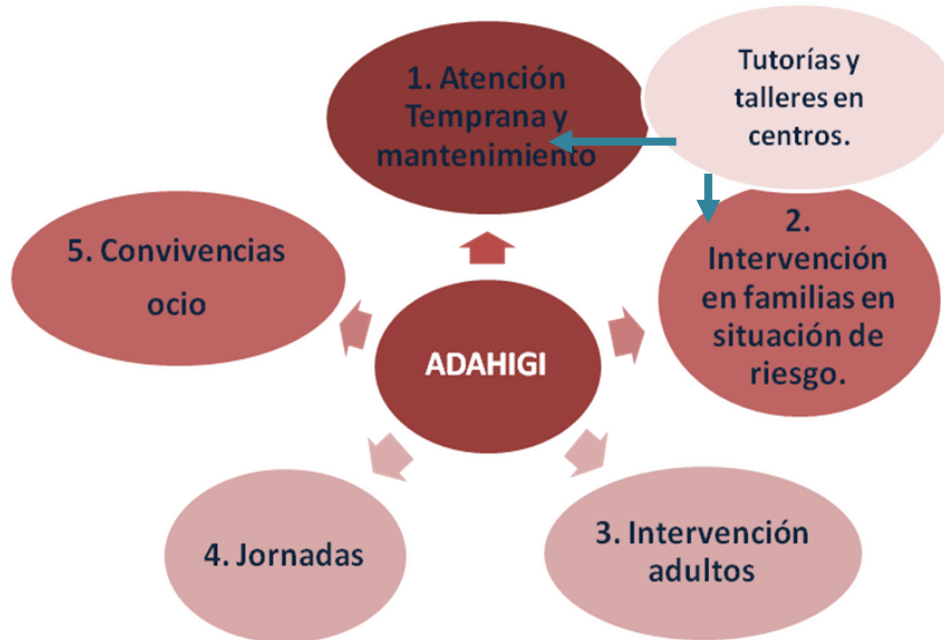 1. Atención
Temprana y
mantenimiento
Tutorías y
talleres en
centros.
2.
Intervención
en familias en
situación de
riesgo.
5. Convivencias
ocio
ADAHIGI
4. Jornadas
3. Intervención
adultos